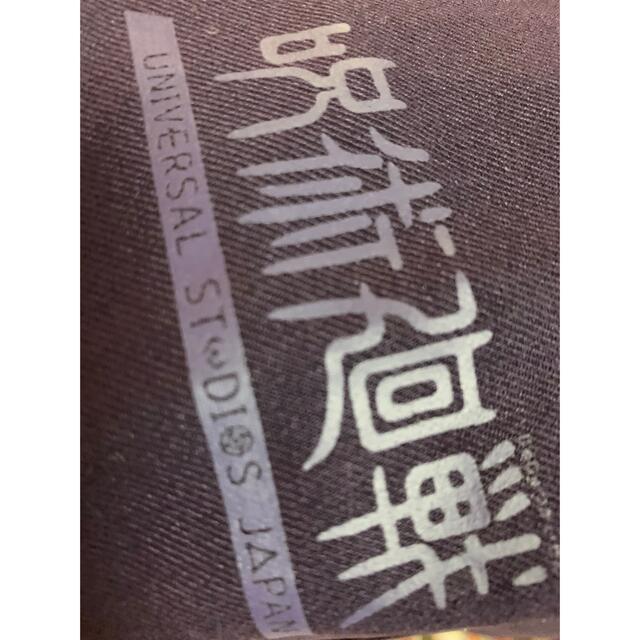 呪術廻戦
UNIVERSAL STUDIOS JAPAN